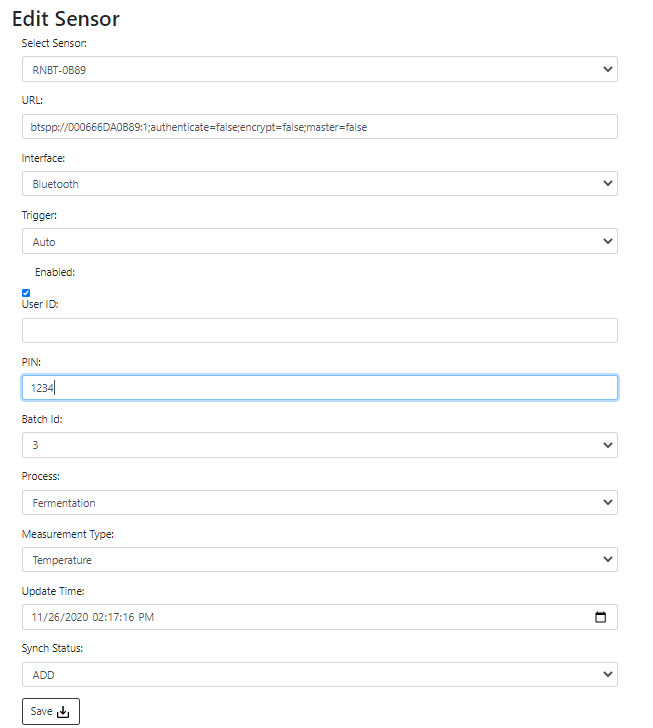 Edit Sensor
Select Sensor:
RNBT-0B89
URL:
btspp://000666DA0B89:1;authenticate=false;encrypt=false;master=false
Interface:
Bluetooth
Trigger:
Auto
Enabled:
User ID:
PIN:
1234
Batch Id:
3
Process:
Fermentation
Measurement Type:
Temperature
Update Time:
11/26/2020 02:17:16 PM
Synch Status:
ADD
Save